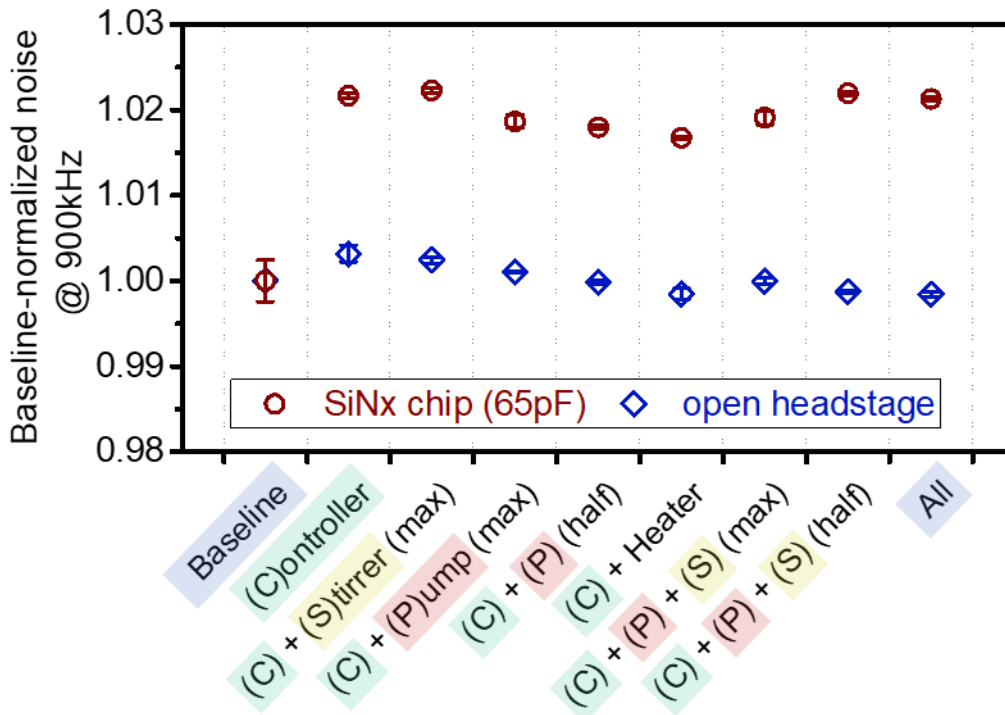 Baseline-normalized noise
@ 900kHz
1.03
1.02
1.01
1.00
0.99
0.98
SiNx chip (65pF)
open headstage
Baseline
(C)ontroller
(C) + (S)tirrer (max)
(C) + (P)ump (max)
(C) + (P) (half)
(C) + Heater
(C) + (P) + (S) (max)
(C) + (P) + (S) (half)
All